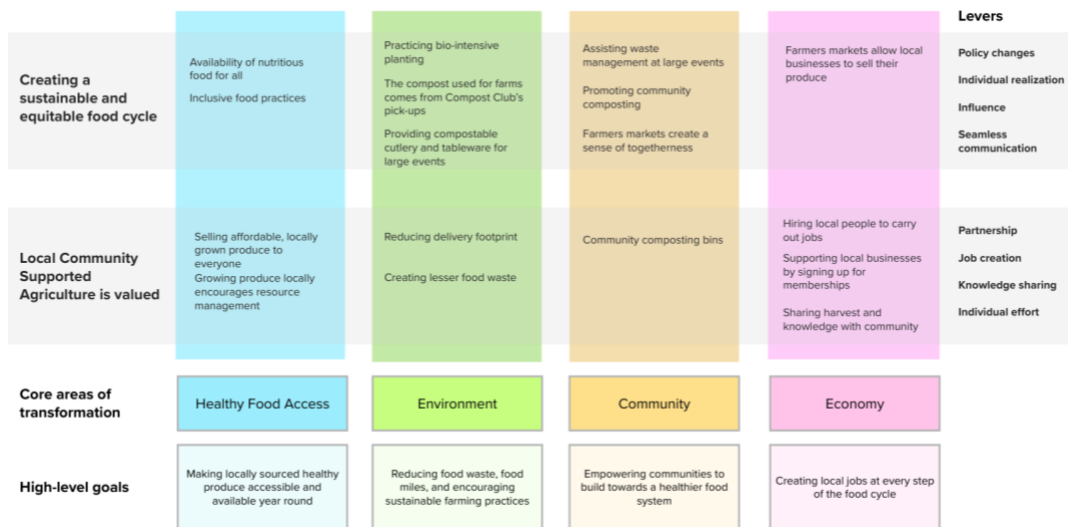 Levers
Creating a
sustainable and
equitable food cycle
Availability of nutritious
food for all
Inclusive food practices
Practicing bio-intensive
planting
The compost used for farms
comes from Compost Club's
pick-ups
Providing compostable
cutlery and tableware for
large events
Assisting waste
management at large events
Promoting community
composting
Farmers markets create a
sense of togetherness
Farmers markets allow local
businesses to sell their
produce
Policy changes
Individual realization
Influence
Seamless
communication
Local Community
Supported
Agriculture is valued
Selling affordable, locally
grown produce to
everyone
Growing produce locally
encourages resource
management
Reducing delivery footprint
Creating lesser food waste
Community composting bins
Hiring local people to carry
out jobs
Supporting local businesses
by signing up for
memberships
Sharing harvest and
knowledge with community
Partnership
Job creation
Knowledge sharing
Individual effort
Core areas of
transformation
Healthy Food Access
Environment
Community
Economy
High-level goals
Making locally sourced healthy
produce accessible and
available year round
Reducing food waste, food
miles, and encouraging
sustainable farming practices
Empowering communities to
build towards a healthier food
system
Creating local jobs at every step
of the food cycle